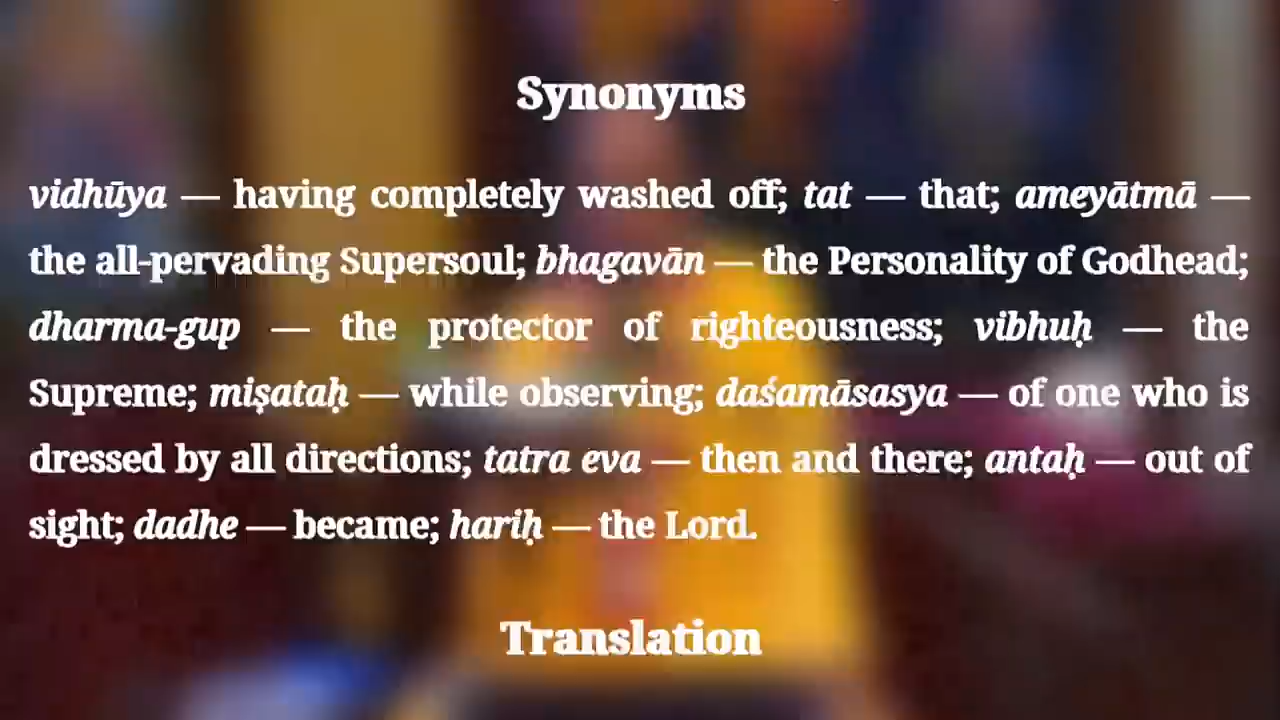 Synonyms
vidhūya — having completely washed off; tat — that; ameyātmā —
the all-pervading Supersoul; bhagavān — the Personality of Godhead;
dharma-gup — the protector of righteousness; vibhuḥ — the
Supreme; miṣataḥ — while observing; daśamāsasya — of one who is
dressed by all directions; tatra eva — then and there; antaḥ — out of
sight; dadhe — became; hariḥ — the Lord.
Translation